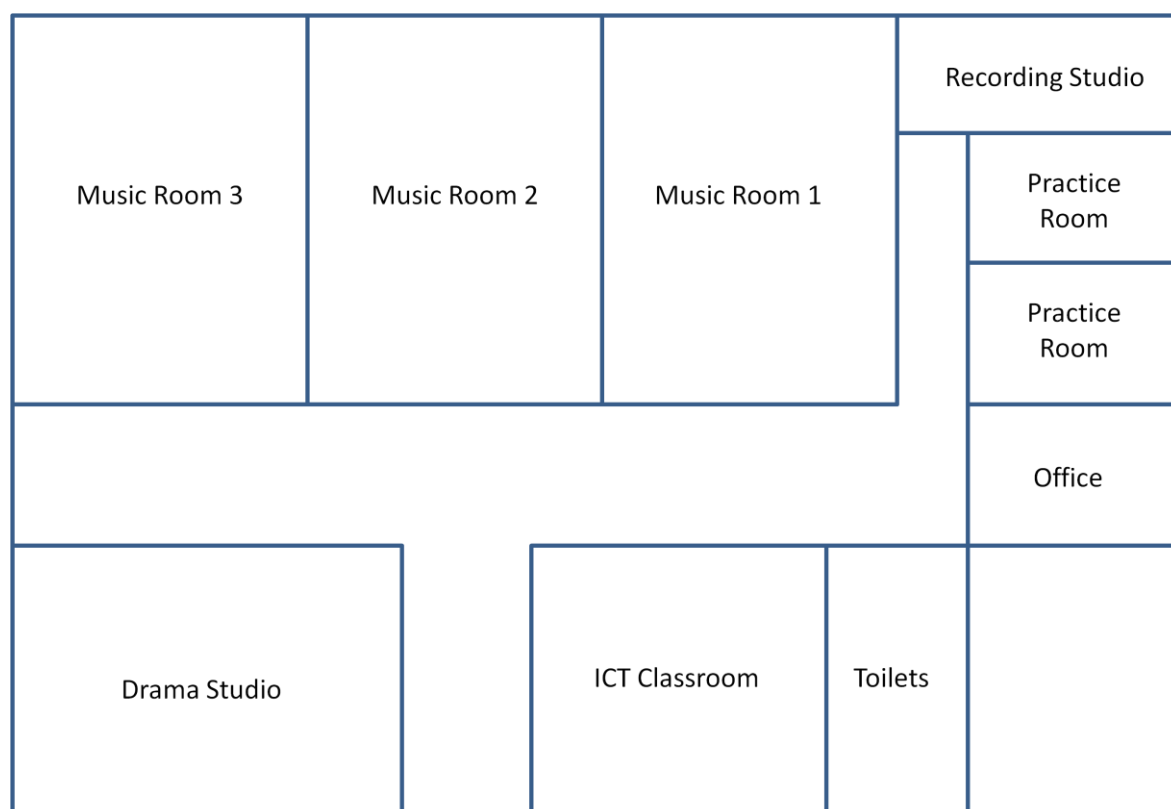 Recording Studio
Music Room 3
Music Room 2
Music Room 1
Practice
Room
Practice
Room
Office
Drama Studio
ICT Classroom
Toilets